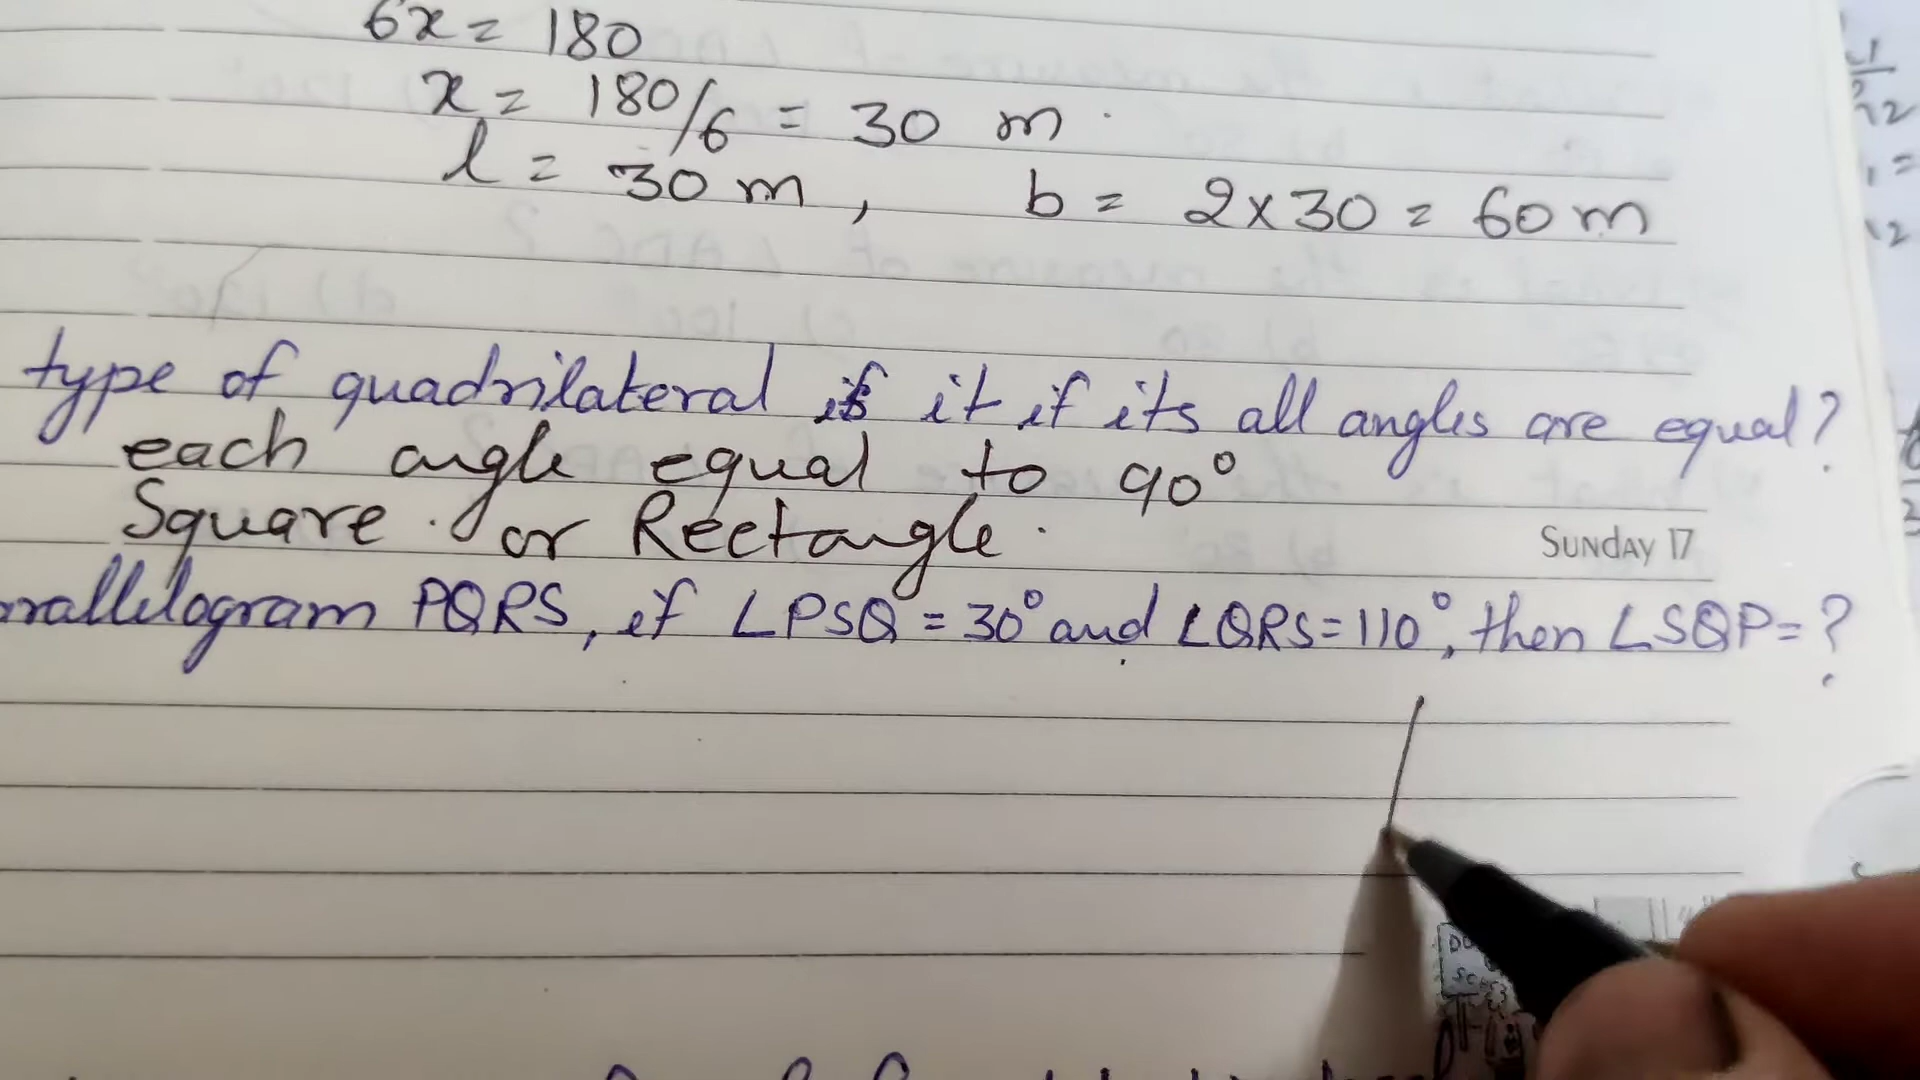 6x = 180
x = 180/6 = 30 m.
l = 30 m, b = 2x30 = 60 m
type of quadrilateral is it if its all angles are equal?
each angle equal to 90°
Square. or Rectangle.
Sunday 17
rallelogram PQRS, if ∠PSQ = 30° and ∠QRS = 110°, then ∠SQP = ?